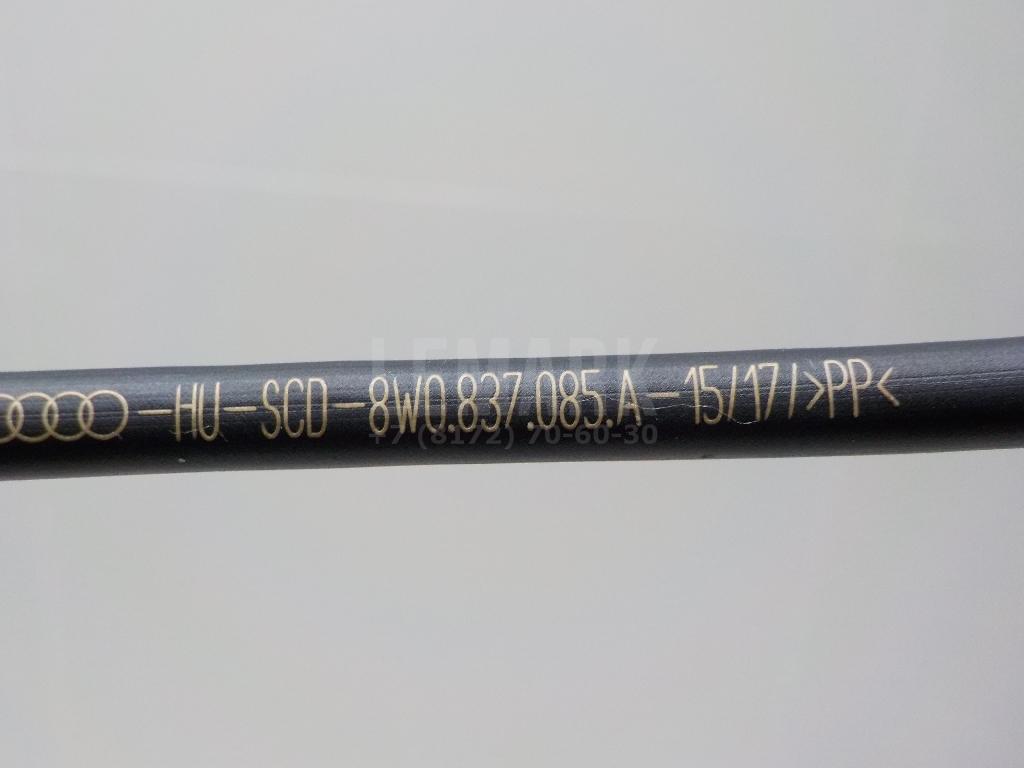 LEMARK
-HU-SCD-8W0.837.085.A-15/17/>PP<
+7 (8172) 70-60-30